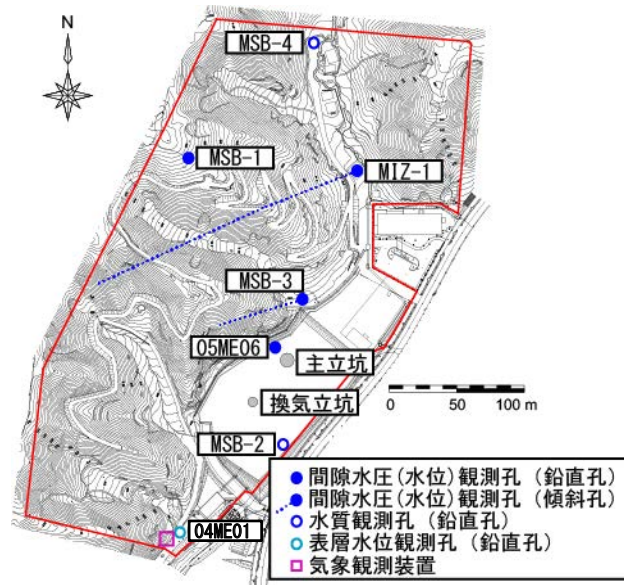 N
MSB-4
MSB-1
MIZ-1
MSB-3
05ME06
主立坑
換気立坑
0 50 100 m
MSB-2
04ME01
間隙水圧(水位)観測孔 (鉛直孔)
間隙水圧(水位)観測孔 (傾斜孔)
水質観測孔 (鉛直孔)
表層水位観測孔 (鉛直孔)
気象観測装置